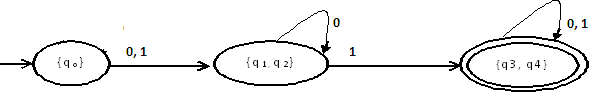 {q₀}
0, 1
{q₁, q₂}
0
1
{q3, q4}
0, 1